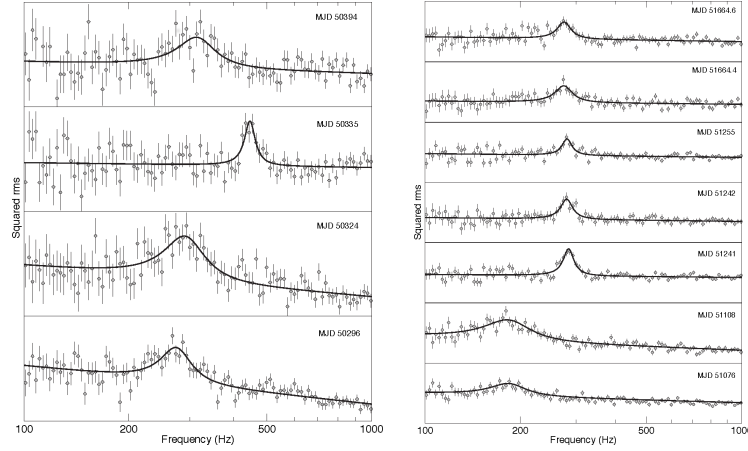 MJD 50394
MJD 50335
MJD 50324
MJD 50296
Squared rms
100 200 500 1000
Frequency (Hz)
MJD 51664.6
MJD 51664.4
MJD 51255
MJD 51242
MJD 51241
MJD 51108
MJD 51076
Squared rms
100 200 500 1000
Frequency (Hz)